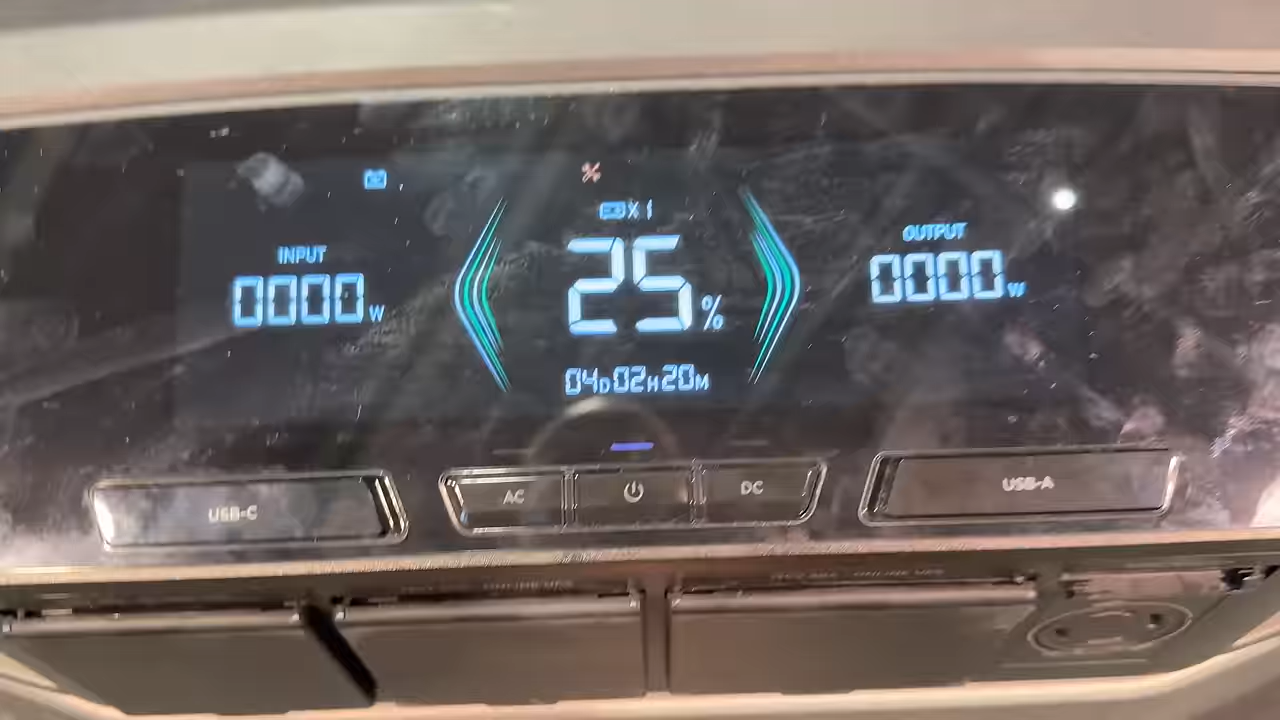 X1
INPUT
0000W
25%
OUTPUT
0000W
04D02H20M
USB-C
AC
DC
USB-A